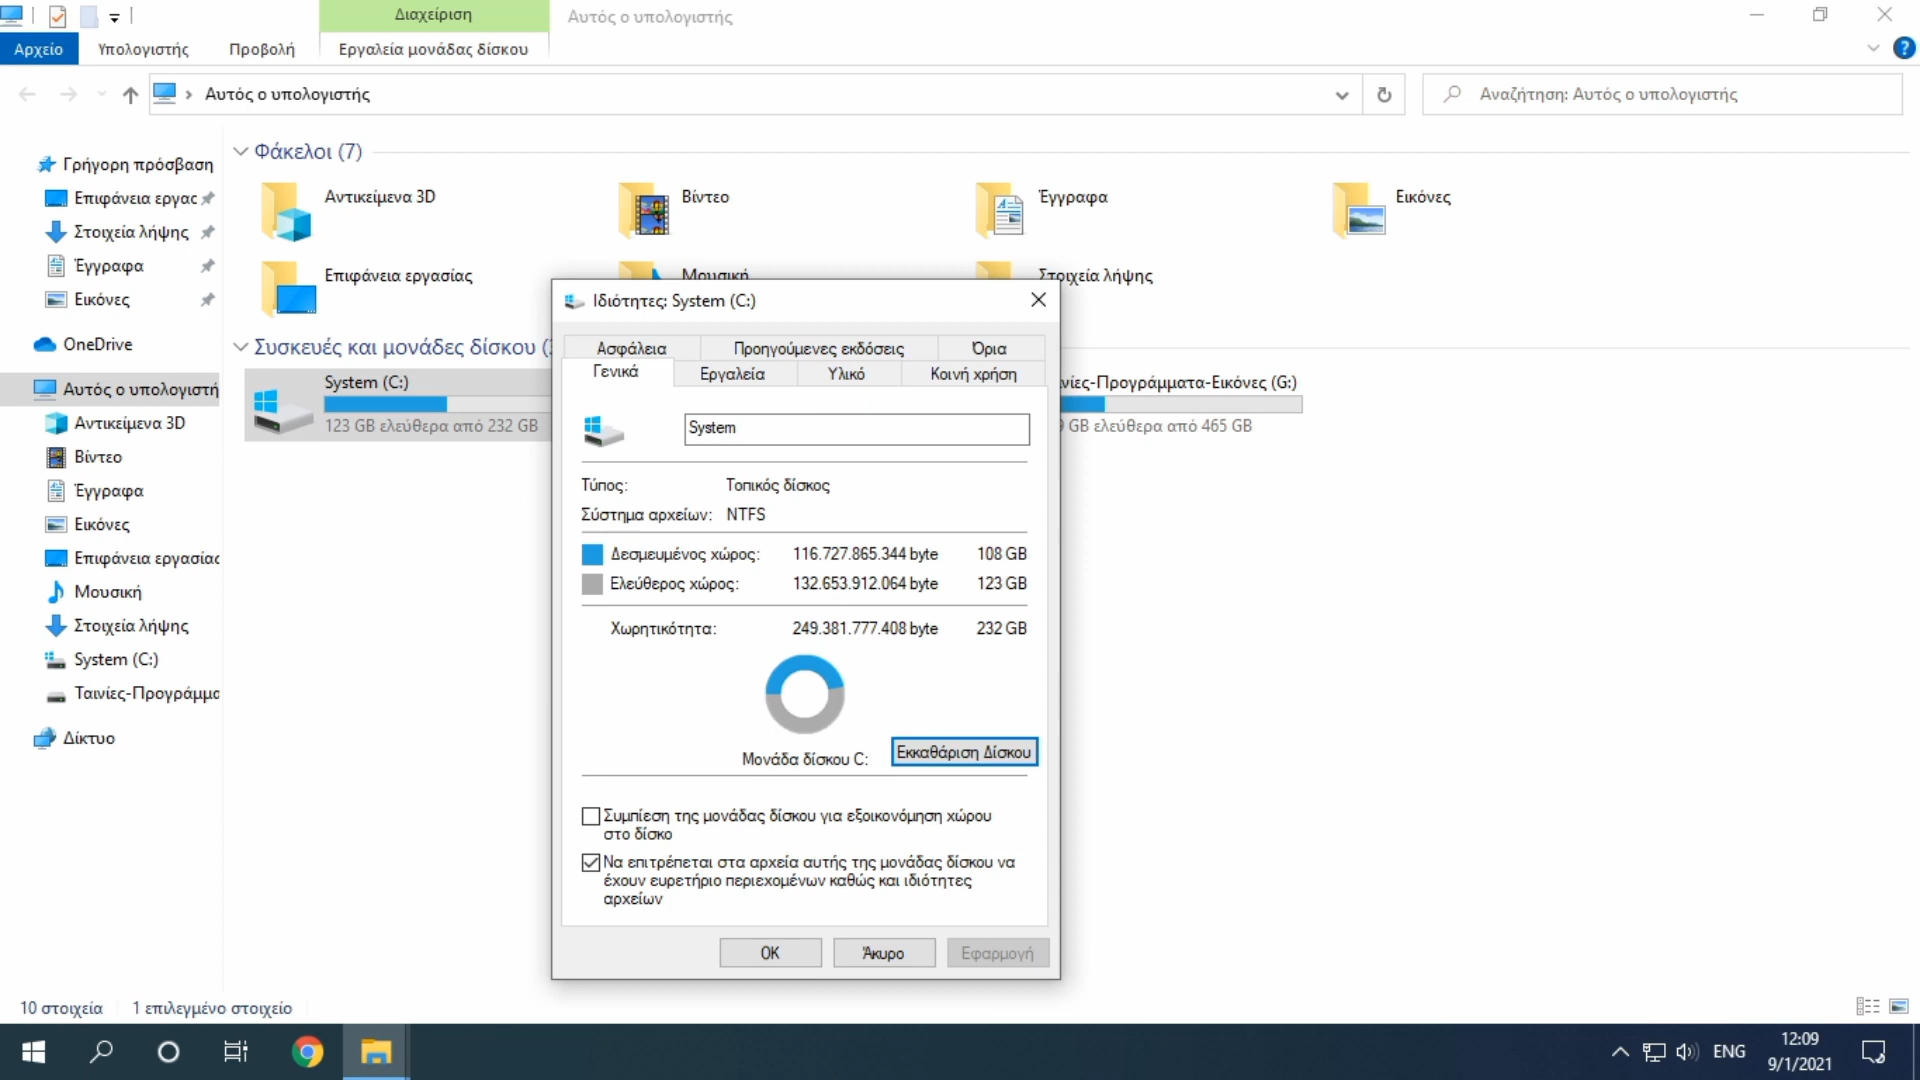 Διαχείριση
Αυτός ο υπολογιστής
Αρχείο Υπολογιστής Προβολή Εργαλεία μονάδας δίσκου
Αυτός ο υπολογιστής
Αναζήτηση: Αυτός ο υπολογιστής
Γρήγορη πρόσβαση
Επιφάνεια εργας
Στοιχεία λήψης
Έγγραφα
Εικόνες
OneDrive
Αυτός ο υπολογιστή
Αντικείμενα 3D
Βίντεο
Έγγραφα
Εικόνες
Επιφάνεια εργασίας
Μουσική
Στοιχεία λήψης
System (C:)
Ταινίες-Προγράμμα
Δίκτυο
Φάκελοι (7)
Αντικείμενα 3D
Βίντεο
Έγγραφα
Εικόνες
Επιφάνεια εργασίας
Μουσική
Στοιχεία λήψης
Συσκευές και μονάδες δίσκου
System (C:)
123 GB ελεύθερα από 232 GB
νίες-Προγράμματα-Εικόνες (G:)
GB ελεύθερα από 465 GB
Ιδιότητες: System (C:)
Ασφάλεια Προηγούμενες εκδόσεις Όρια
Γενικά Εργαλεία Υλικό Κοινή χρήση
System
Τύπος: Τοπικός δίσκος
Σύστημα αρχείων: NTFS
Δεσμευμένος χώρος: 116.727.865.344 byte 108 GB
Ελεύθερος χώρος: 132.653.912.064 byte 123 GB
Χωρητικότητα: 249.381.777.408 byte 232 GB
Μονάδα δίσκου C: Εκκαθάριση Δίσκου
Συμπίεση της μονάδας δίσκου για εξοικονόμηση χώρου
στο δίσκο
Να επιτρέπεται στα αρχεία αυτής της μονάδας δίσκου να
έχουν ευρετήριο περιεχομένων καθώς και ιδιότητες
αρχείων
OK Άκυρο Εφαρμογή
10 στοιχεία 1 επιλεγμένο στοιχείο
ENG
12:09
9/1/2021